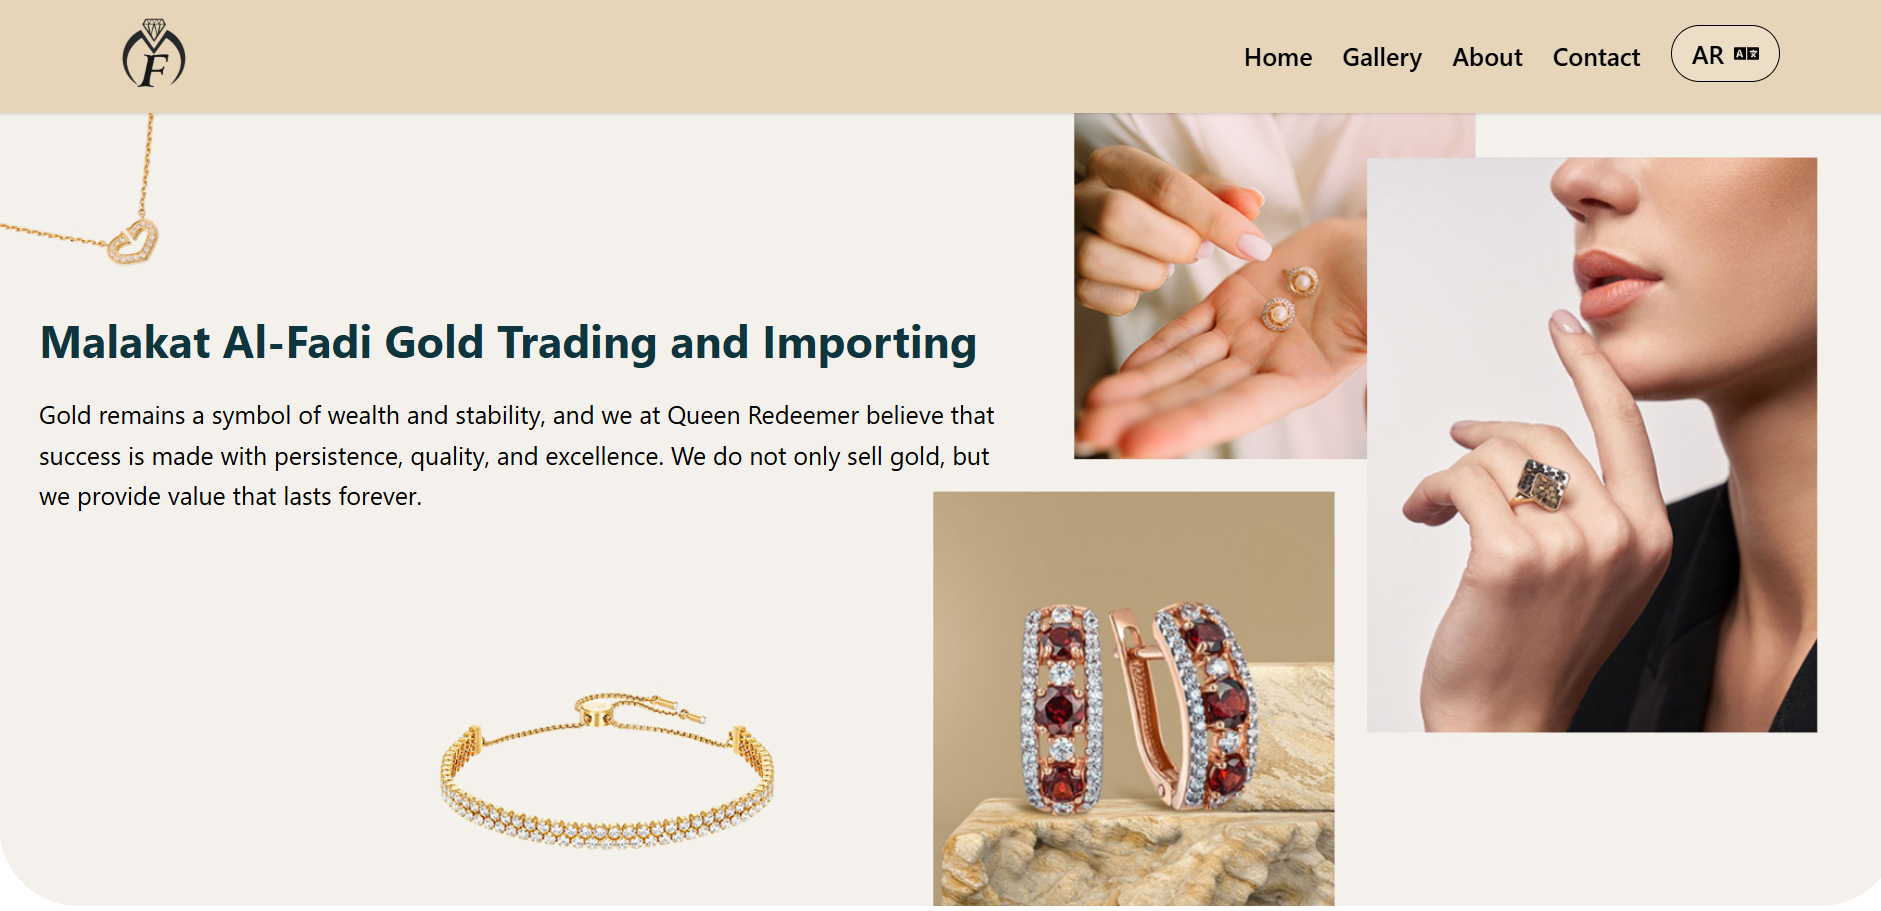 F
Home Gallery About Contact AR
Malakat Al-Fadi Gold Trading and Importing
Gold remains a symbol of wealth and stability, and we at Queen Redeemer believe that
success is made with persistence, quality, and excellence. We do not only sell gold, but
we provide value that lasts forever.